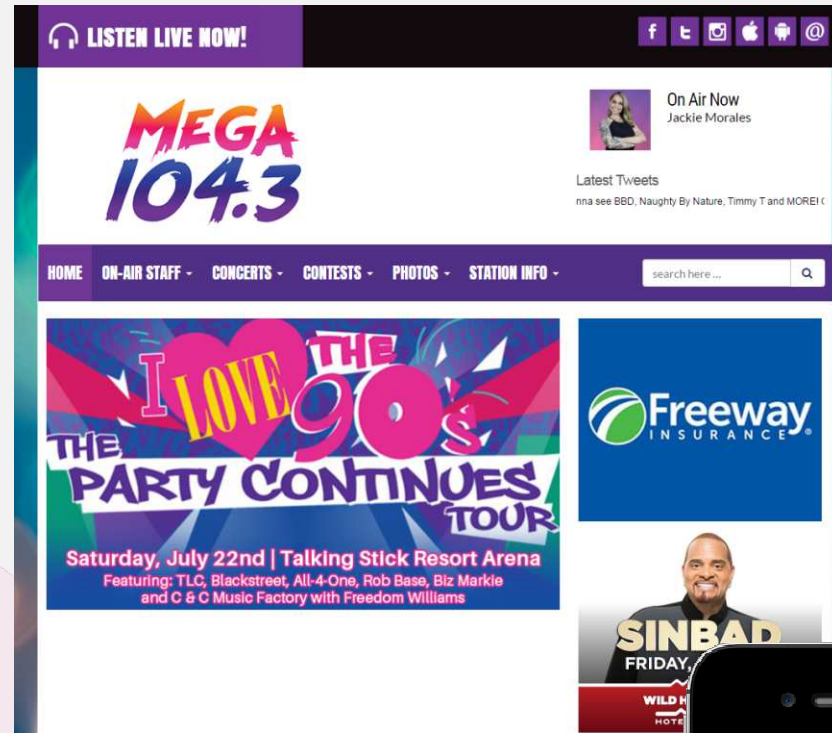 LISTEN LIVE NOW!
f t @
MEGA
104.3
On Air Now
Jackie Morales
Latest Tweets
nna see BBD, Naughty By Nature, Timmy T and MORE!
HOME ON-AIR STAFF CONCERTS CONTESTS PHOTOS STATION INFO
search here ...
I LOVE THE 90's
THE
PARTY CONTINUES
TOUR
Saturday, July 22nd | Talking Stick Resort Arena
Featuring: TLC, Blackstreet, All-4-One, Rob Base, Biz Markie
and C & C Music Factory with Freedom Williams
Freeway
INSURANCE®
SINBAD
FRIDAY,
WILD
HOTE